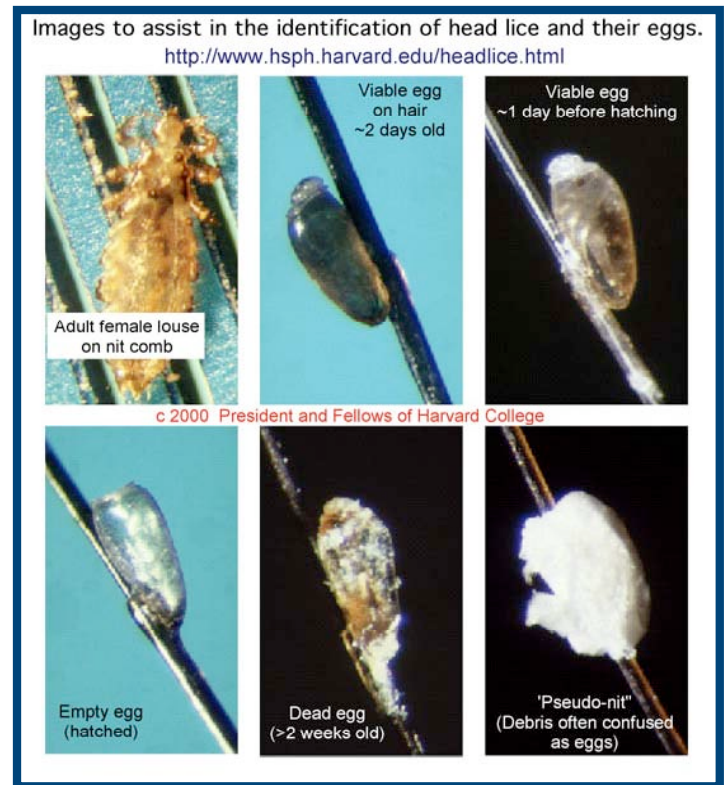 Images to assist in the identification of head lice and their eggs.
http://www.hsph.harvard.edu/headlice.html
Viable egg
on hair
~2 days old
Viable egg
~1 day before hatching
Adult female louse
on nit comb
c 2000 President and Fellows of Harvard College
Empty egg
(hatched)
Dead egg
(>2 weeks old)
'Pseudo-nit"
(Debris often confused
as eggs)